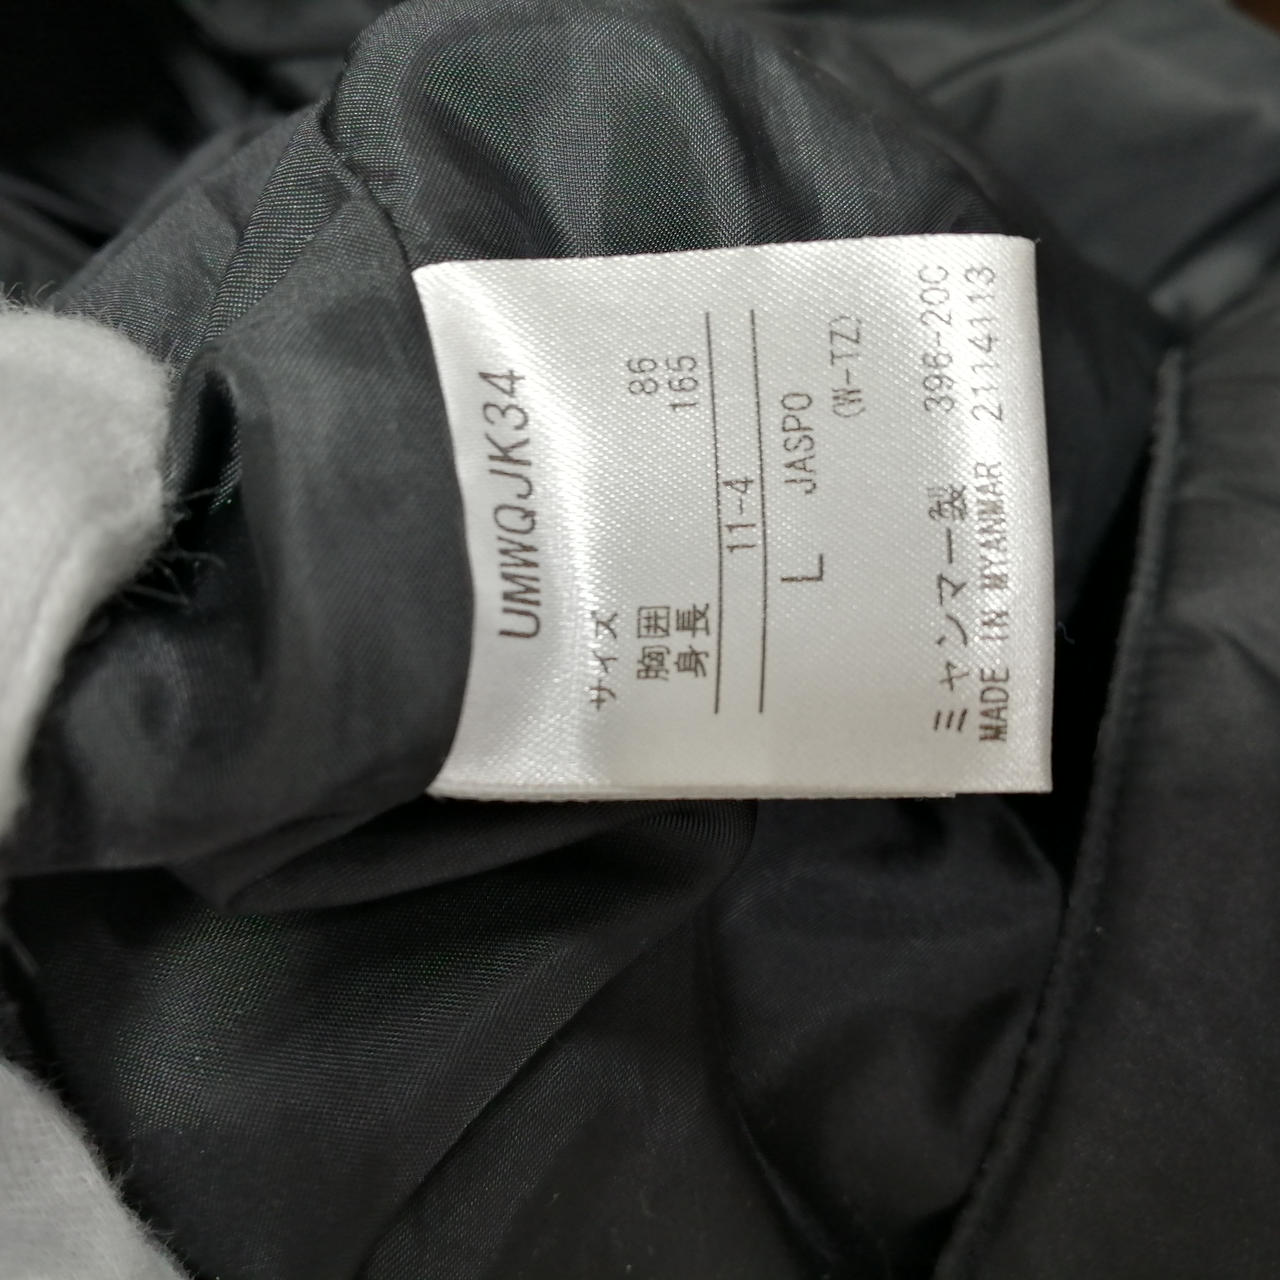 UMWQJK34
サイズ
胸囲 86
身長 165
11-4
L JASPO
(W-TZ)
ミャンマー製 396-20C
MADE IN MYANMAR 2114113